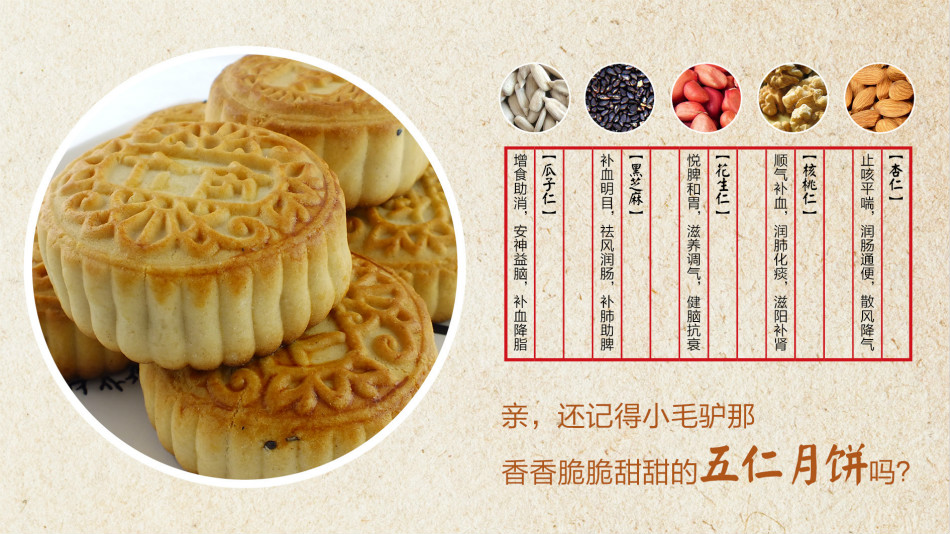 【杏仁】
止咳平喘，润肠通便，散风降气
【核桃仁】
顺气补血，润肺化痰，滋阳补肾
【花生仁】
悦脾和胃，滋养调气，健脑抗衰
【黑芝麻】
补血明目，祛风润肠，补肺助脾
【瓜子仁】
增食助消，安神益脑，补血降脂
亲，还记得小毛驴那
香香脆脆甜甜的五仁月饼吗？